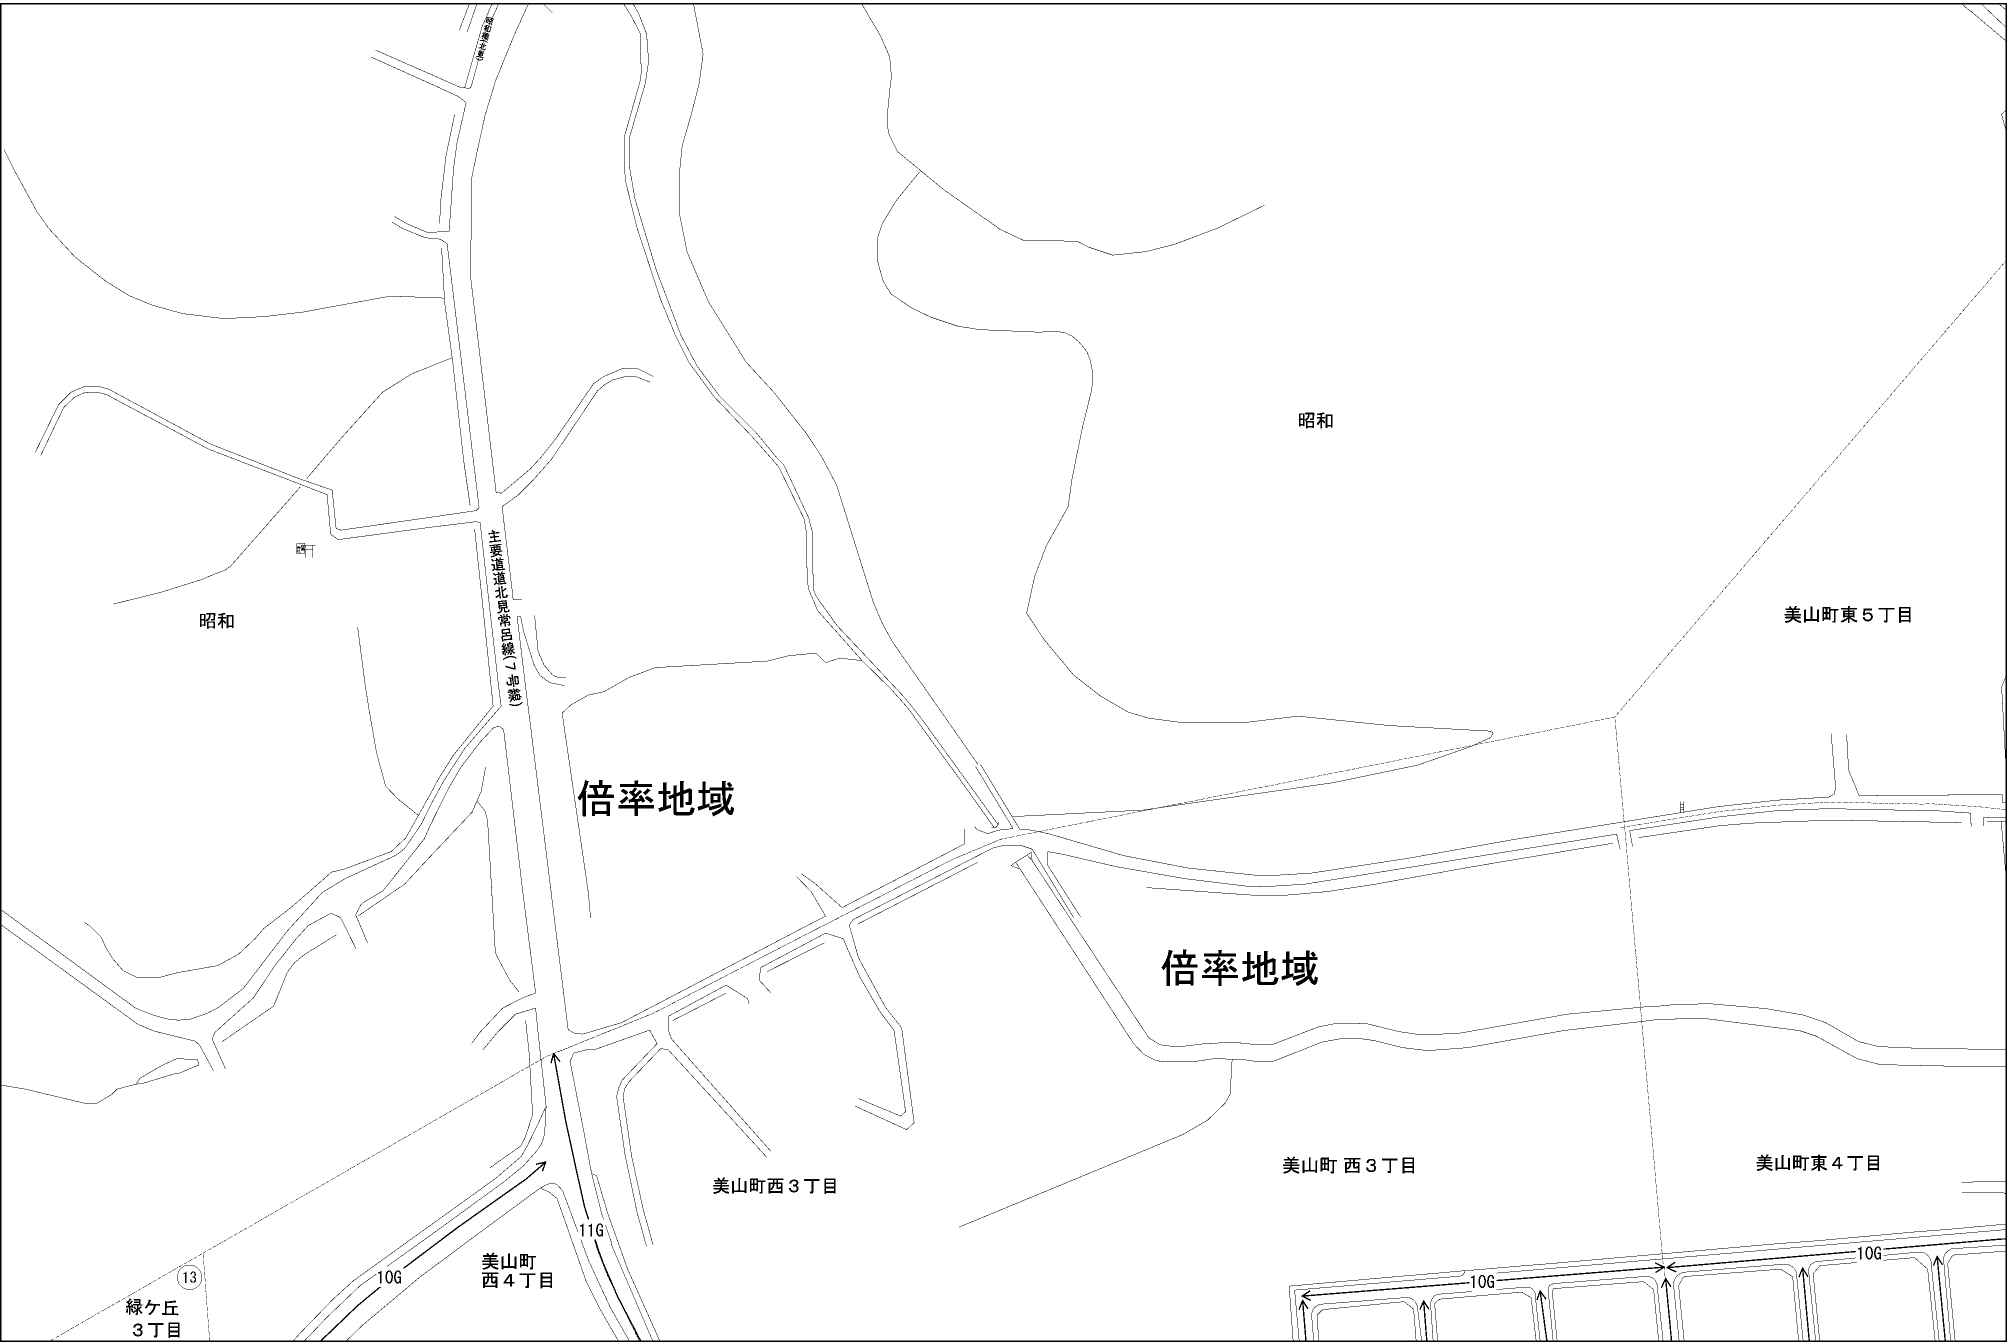 昭和
美山町東５丁目
昭和
主要道道北見常呂線(７号線)
倍率地域
倍率地域
美山町 西３丁目
美山町東４丁目
美山町西３丁目
11G
10G
美山町
西４丁目
10G
10G
13
緑ケ丘
３丁目